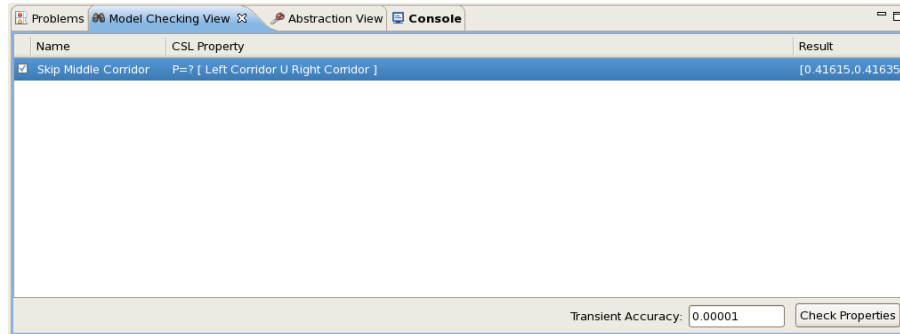 Problems Model Checking View Abstraction View Console
Name CSL Property Result
Skip Middle Corridor P=? [ Left Corridor U Right Corridor ] [0.41615,0.41635
Transient Accuracy: 0.00001 Check Properties